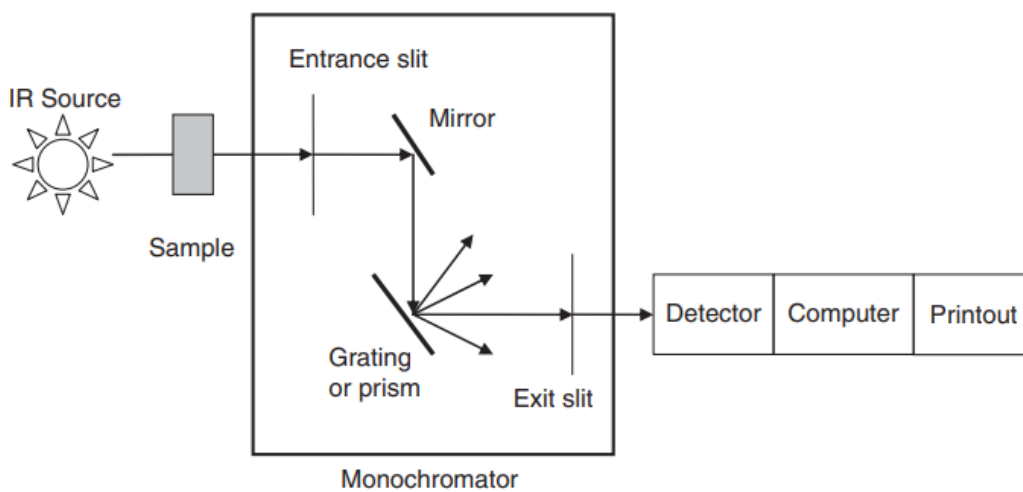 Entrance slit
IR Source
Mirror
Sample
Detector
Computer
Printout
Grating
or prism
Exit slit
Monochromator